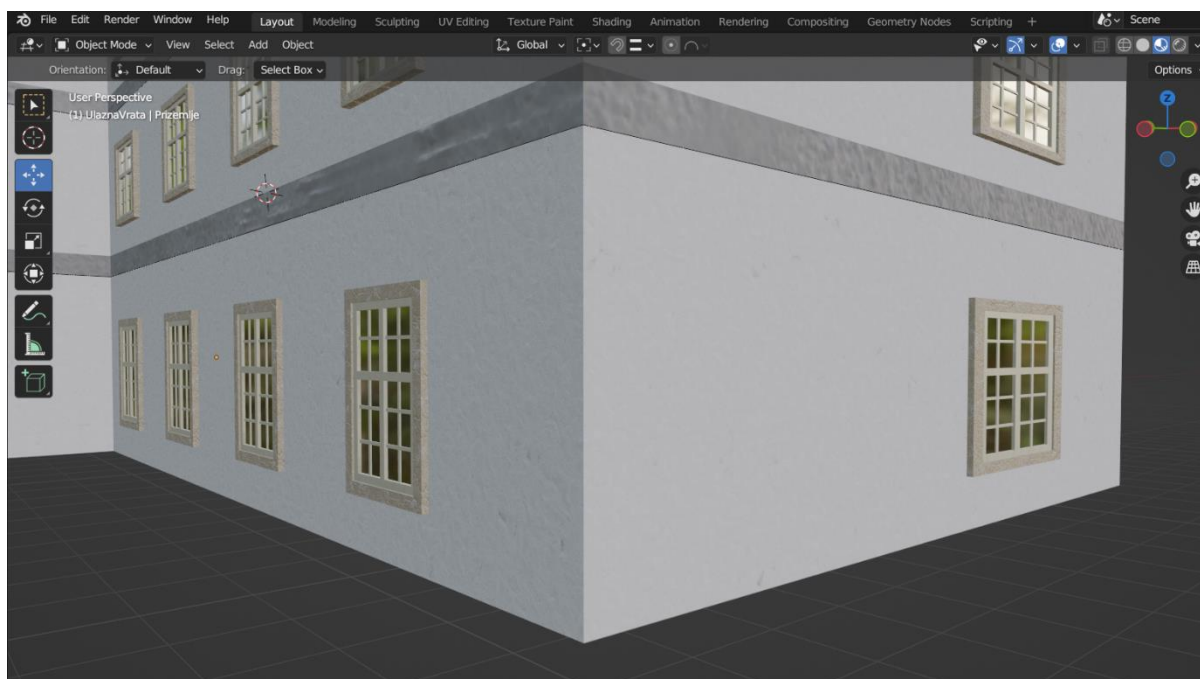 File Edit Render Window Help Layout Modeling Sculpting UV Editing Texture Paint Shading Animation Rendering Compositing Geometry Nodes Scripting + Scene
Object Mode View Select Add Object Global
Orientation: Default Drag: Select Box Options
User Perspective
(1) UlaznaVrata | Prizemlje
Z